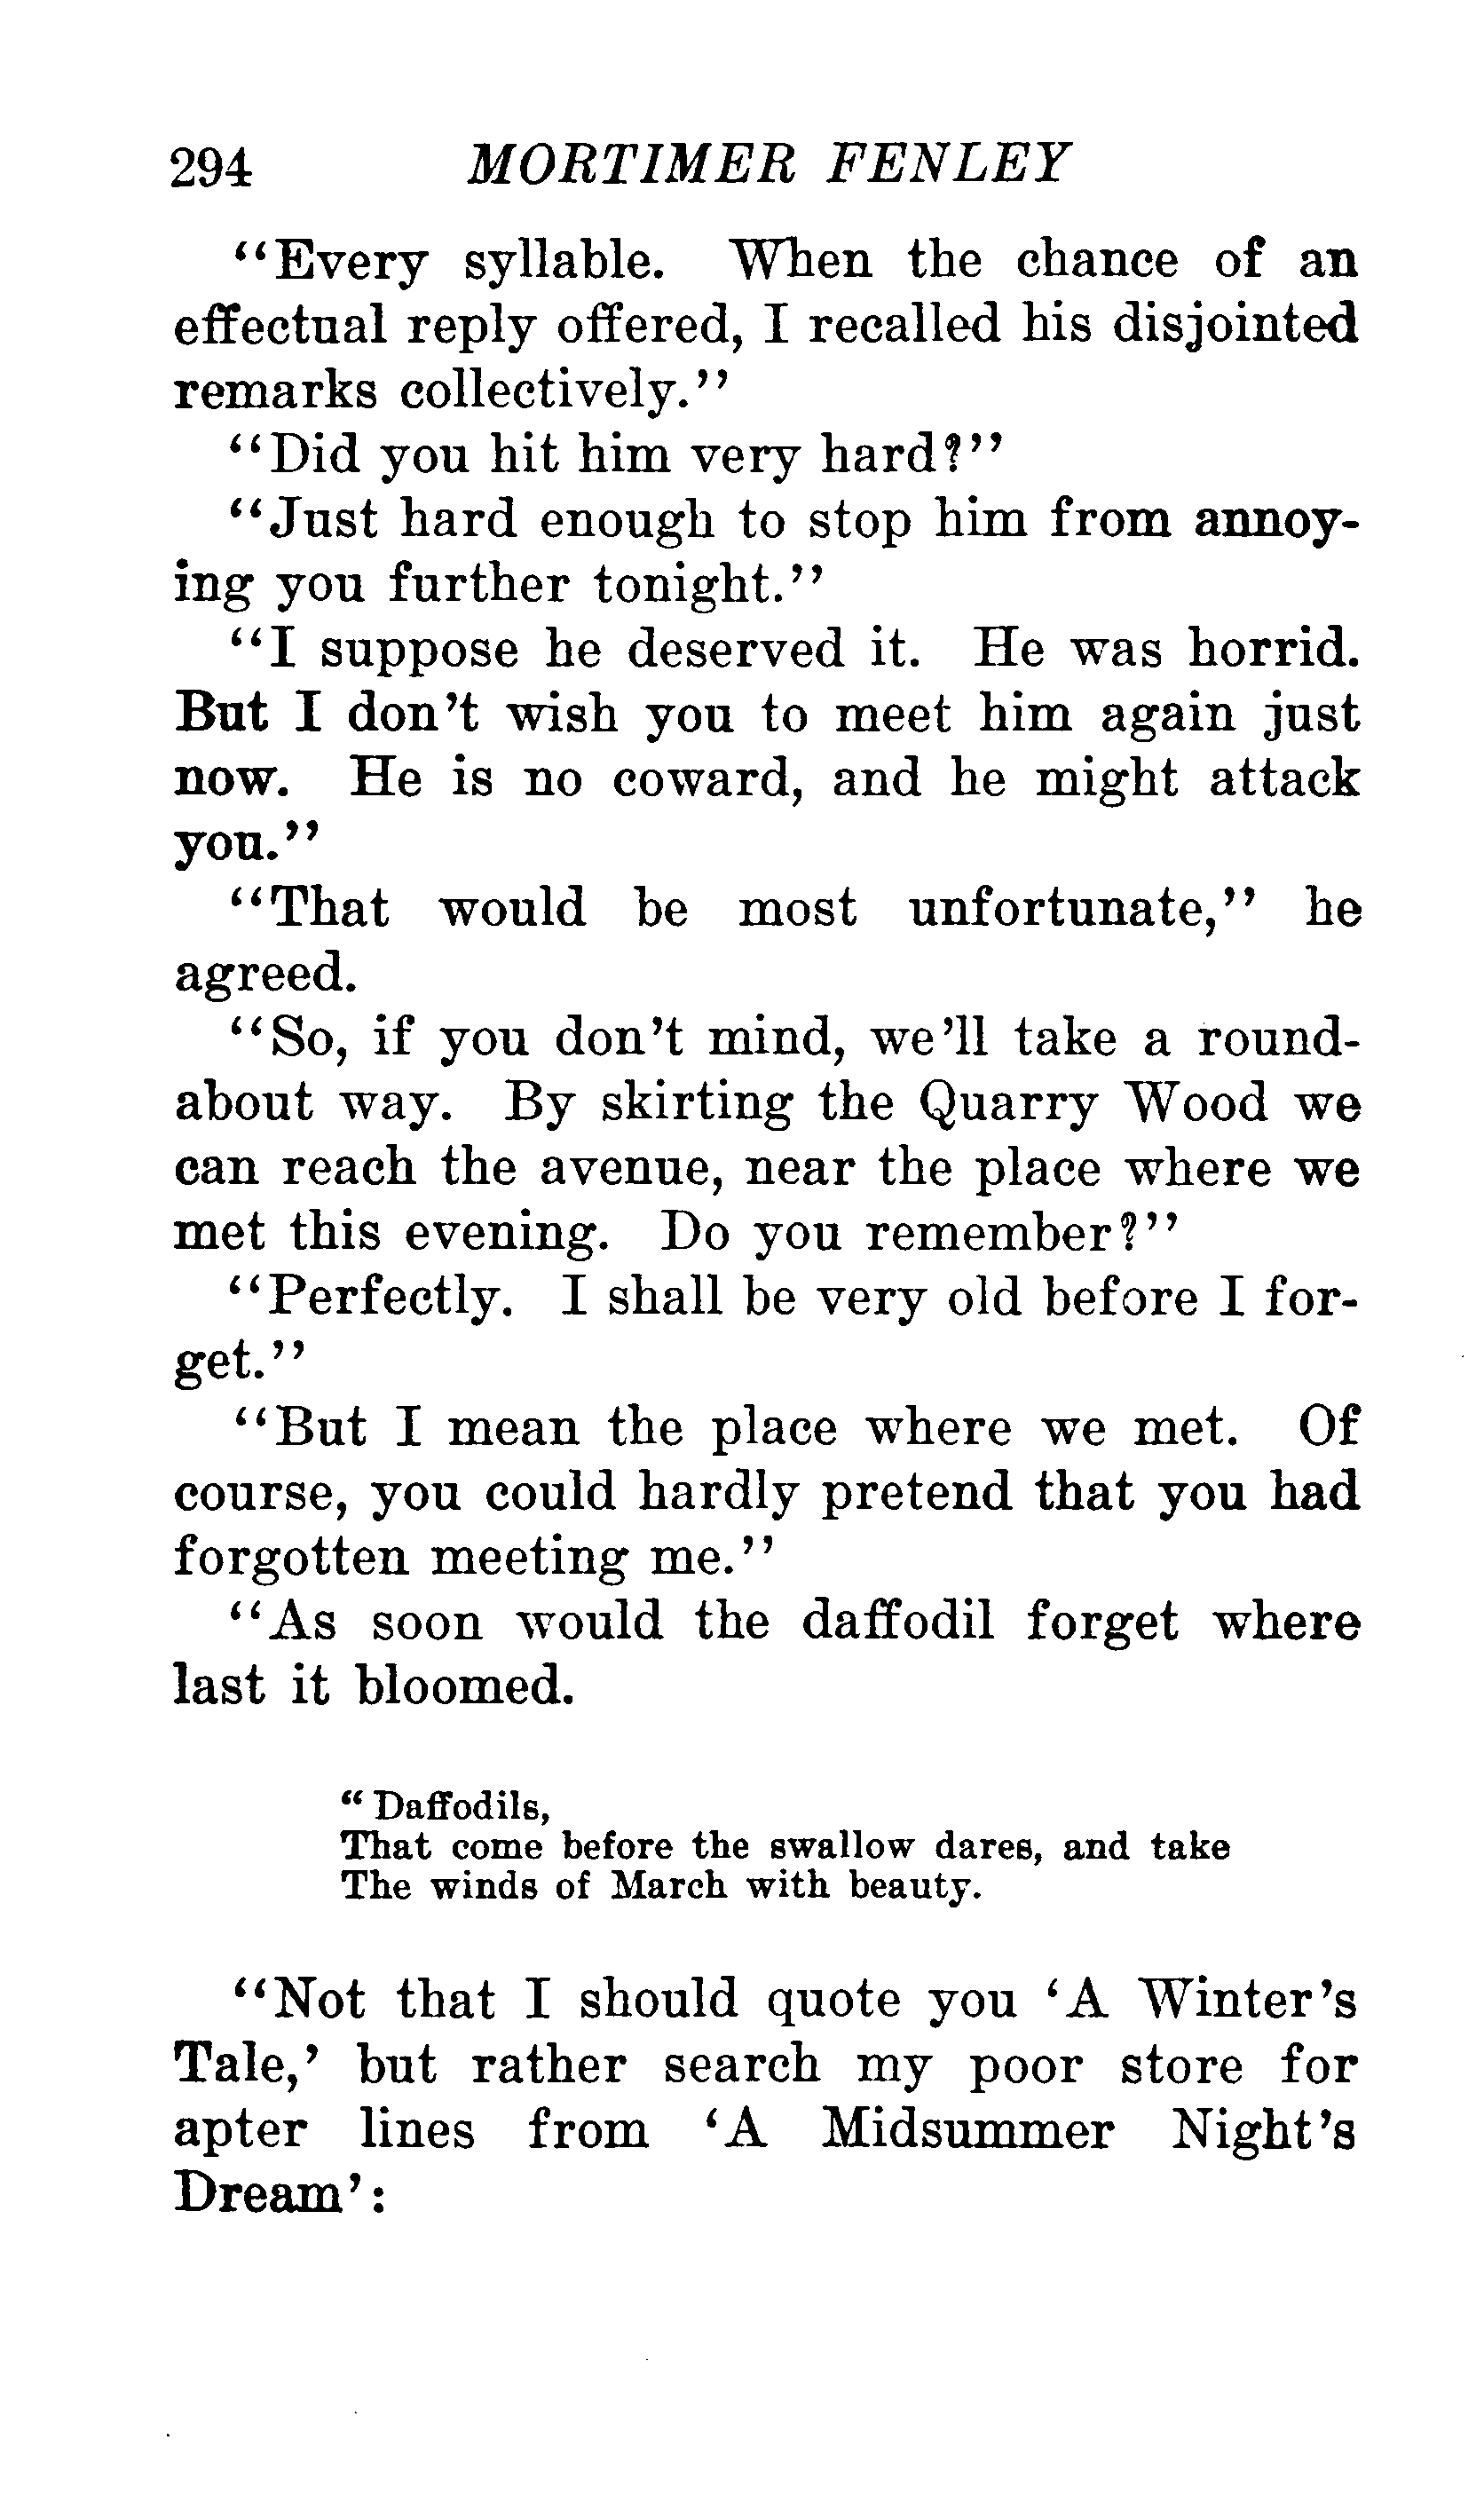 294 MORTIMER FENLEY
"Every syllable. When the chance of an
effectual reply offered, I recalled his disjointed
remarks collectively."
"Did you hit him very hard?"
"Just hard enough to stop him from annoy-
ing you further tonight."
"I suppose he deserved it. He was horrid.
But I don't wish you to meet him again just
now. He is no coward, and he might attack
you."
"That would be most unfortunate," he
agreed.
"So, if you don't mind, we'll take a round-
about way. By skirting the Quarry Wood we
can reach the avenue, near the place where we
met this evening. Do you remember?"
"Perfectly. I shall be very old before I for-
get."
"But I mean the place where we met. Of
course, you could hardly pretend that you had
forgotten meeting me."
"As soon would the daffodil forget where
last it bloomed.
"Daffodils,
That come before the swallow dares, and take
The winds of March with beauty.
"Not that I should quote you 'A Winter's
Tale,' but rather search my poor store for
apter lines from 'A Midsummer Night's
Dream':